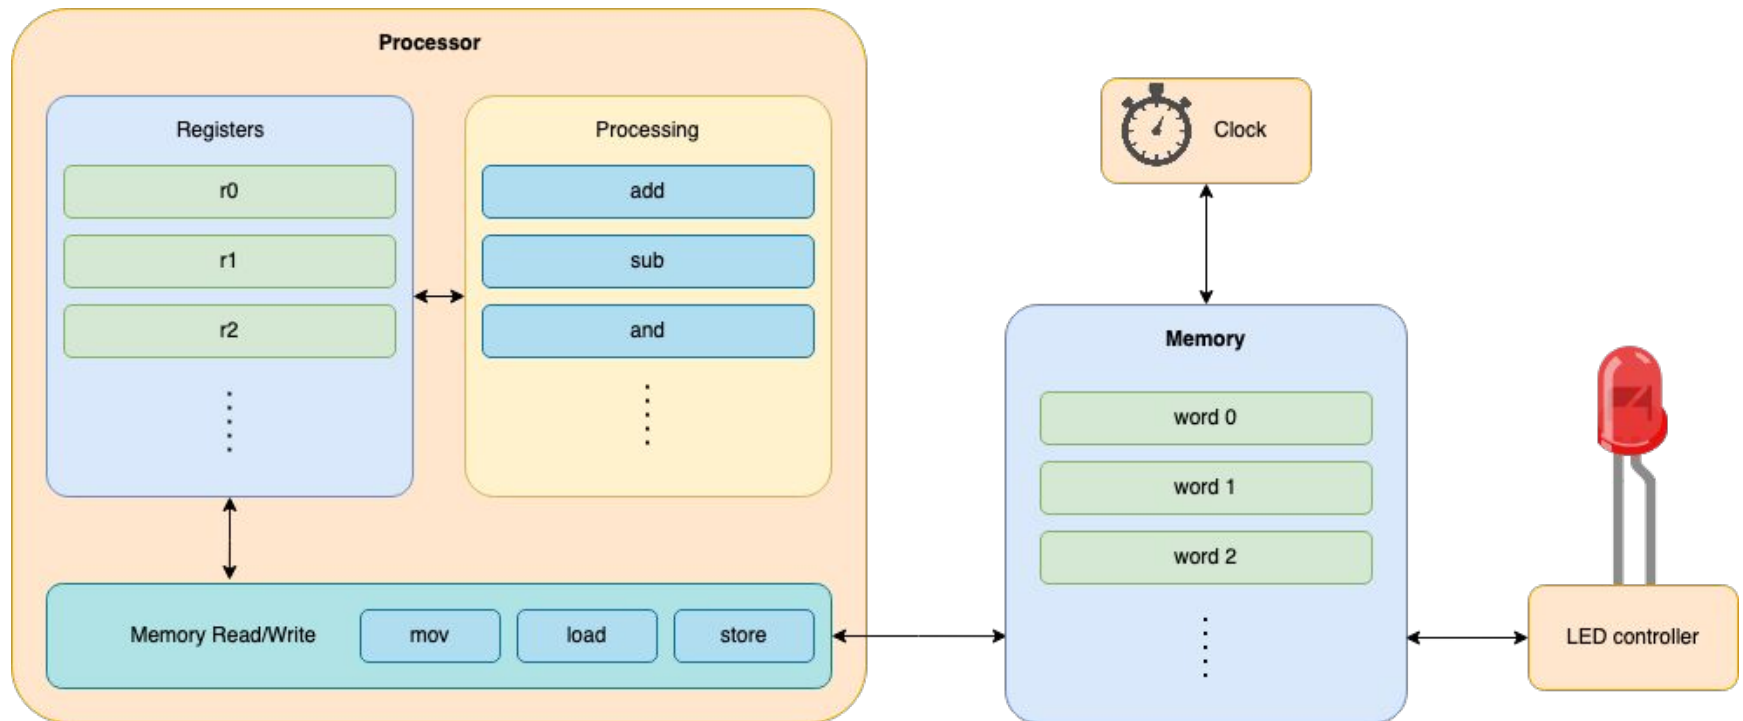 Processor
Registers
r0
r1
r2
Processing
add
sub
and
Memory Read/Write
mov
load
store
Clock
Memory
word 0
word 1
word 2
LED controller